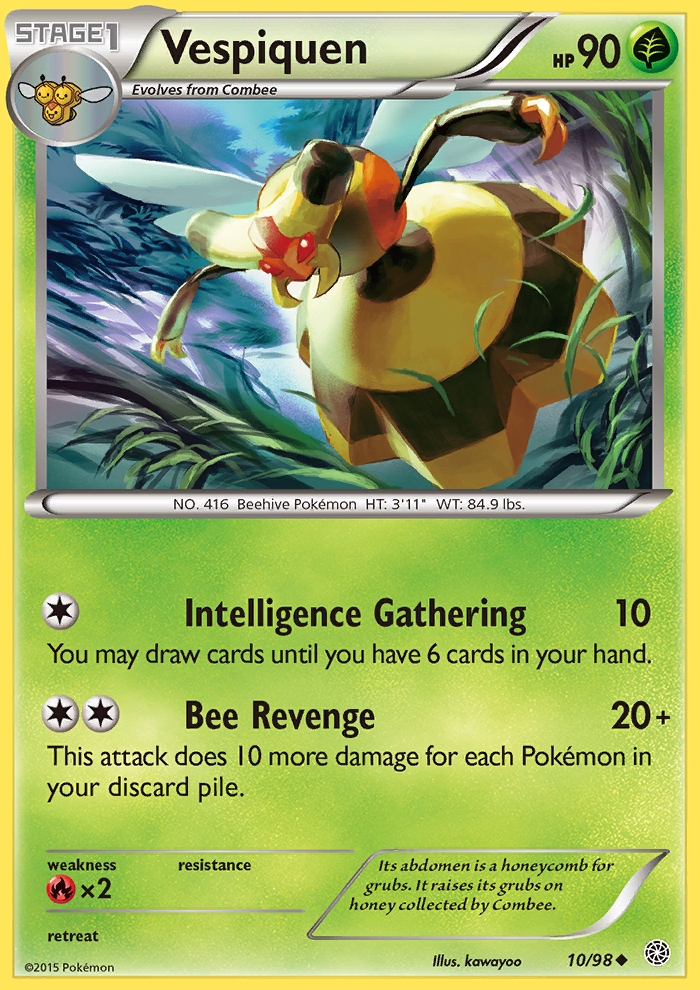 STAGE1
Vespiquen
HP90
Evolves from Combee
NO. 416 Beehive Pokémon HT: 3'11" WT: 84.9 lbs.
Intelligence Gathering 10
You may draw cards until you have 6 cards in your hand.
Bee Revenge 20+
This attack does 10 more damage for each Pokémon in
your discard pile.
weakness resistance
×2
retreat
Its abdomen is a honeycomb for
grubs. It raises its grubs on
honey collected by Combee.
©2015 Pokémon
Illus. kawayoo
10/98